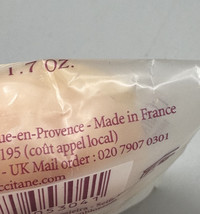 1.7 Oz.
ue-en-Provence - Made in France
195 (coût appel local)
- UK Mail order : 020 7907 0301
ccitane.com